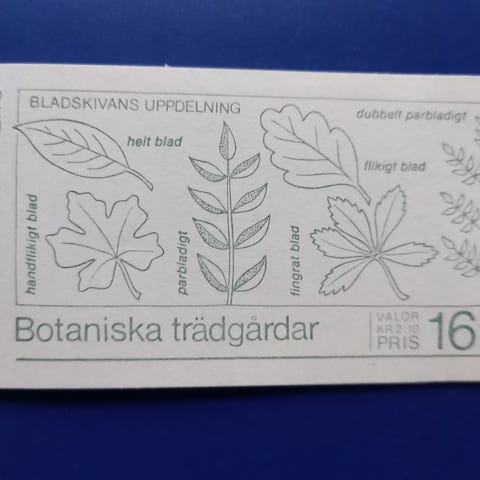 BLADSKIVANS UPPDELNING
helt blad
dubbelt parbladigt
flikigt blad
handflikigt blad
parbladigt
fingrat blad
Botaniska trädgårdar
VALÖR
KR 2:10
PRIS 16